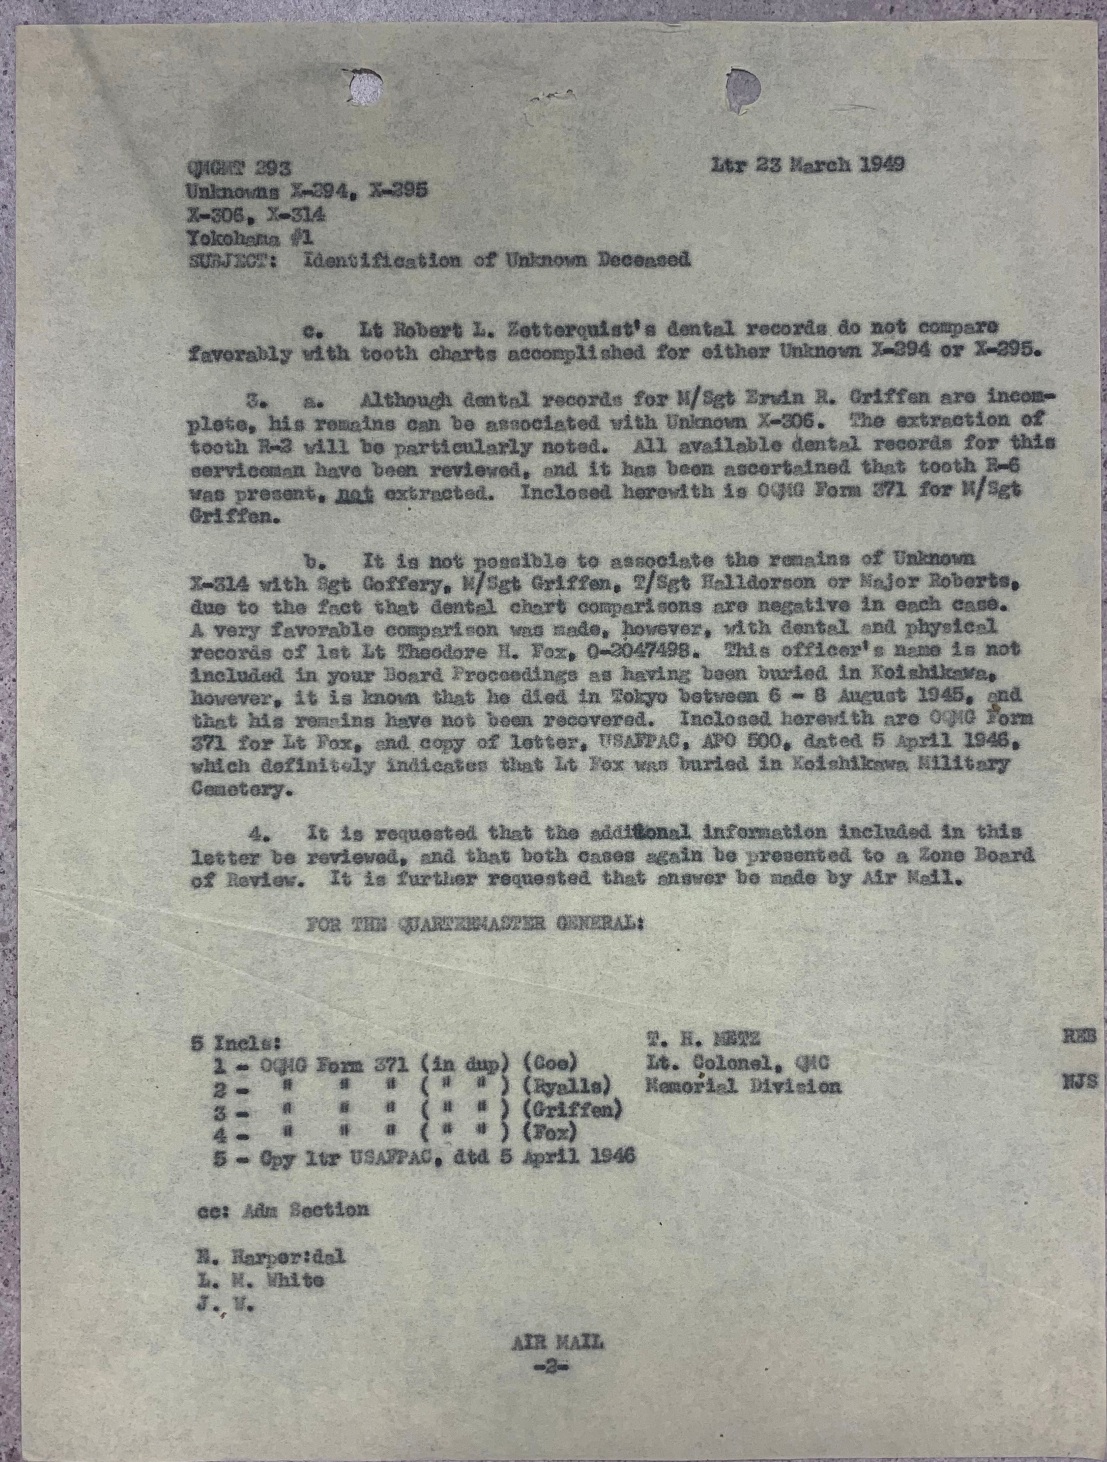 QMGMT 293 Ltr 23 March 1949
Unknowns X-294, X-295
X-306, X-314
Yokohama #1
SUBJECT: Identification of Unknown Deceased
c. Lt Robert L. Zetterquist's dental records do not compare
favorably with tooth charts accomplished for either Unknown X-294 or X-295.
3. a. Although dental records for M/Sgt Erwin R. Griffen are incom-
plete, his remains can be associated with Unknown X-306. The extraction of
tooth R-2 will be particularly noted. All available dental records for this
serviceman have been reviewed, and it has been ascertained that tooth R-6
was present, not extracted. Inclosed herewith is OQMG Form 371 for M/Sgt
Griffen.
b. It is not possible to associate the remains of Unknown
X-314 with Sgt Coffery, M/Sgt Griffen, T/Sgt Halldorson or Major Roberts,
due to the fact that dental chart comparisons are negative in each case.
A very favorable comparison was made, however, with dental and physical
records of 1st Lt Theodore H. Fox, O-2047498. This officer's name is not
included in your Board Proceedings as having been buried in Koishikawa,
however, it is known that he died in Tokyo between 6 - 8 August 1945, and
that his remains have not been recovered. Inclosed herewith are OQMG Form
371 for Lt Fox, and copy of letter, USAFPAC, APO 500, dated 5 April 1946,
which definitely indicates that Lt Fox was buried in Koishikawa Military
Cemetery.
4. It is requested that the additional information included in this
letter be reviewed, and that both cases again be presented to a Zone Board
of Review. It is further requested that answer be made by Air Mail.
FOR THE QUARTERMASTER GENERAL:
5 Incls: T. H. METZ REB
1 - OQMG Form 371 (in dup) (Coe) Lt. Colonel, QMC
2 - " " " ( " " ) (Ryalls) Memorial Division NJS
3 - " " " ( " " ) (Griffen)
4 - " " " ( " " ) (Fox)
5 - Cpy ltr USAFPAC, dtd 5 April 1946
cc: Adm Section
N. Harper:dal
L. M. White
J. W.
AIR MAIL
-2-